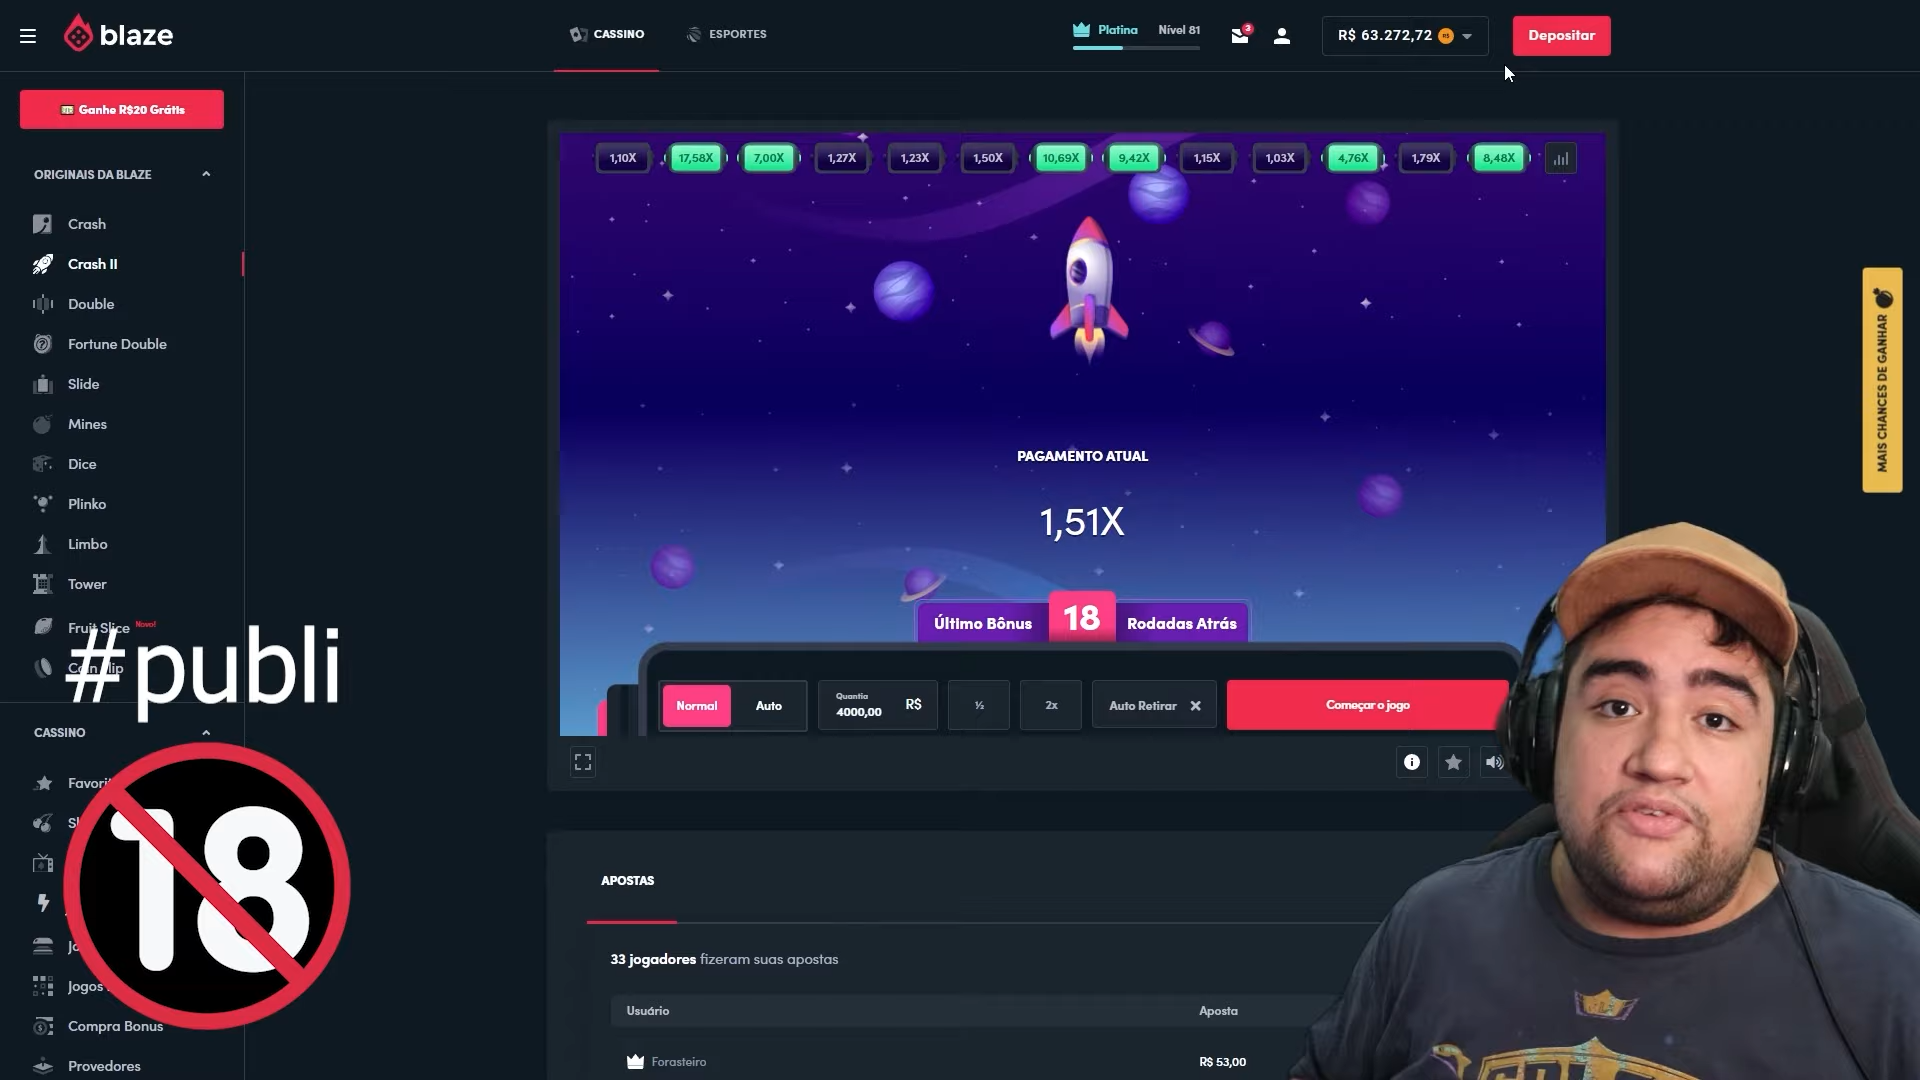 blaze
CASSINO
ESPORTES
Platina
Nível 81
3
R$ 63.272,72
R$
Depositar
Ganhe R$20 Grátis
ORIGINAIS DA BLAZE
Crash
Crash II
Double
Fortune Double
Slide
Mines
Dice
Plinko
Limbo
Tower
Fruit Slice
Novo!
#publi
CASSINO
18
Jogos
Compra Bonus
Provedores
1,10X
17,58X
7,00X
1,27X
1,23X
1,50X
10,69X
9,42X
1,15X
1,03X
4,76X
1,79X
8,48X
PAGAMENTO ATUAL
1,51X
Último Bônus
18
Rodadas Atrás
Normal
Auto
Quantia
4000,00
R$
½
2x
Auto Retirar
Começar o jogo
MAIS CHANCES DE GANHAR
APOSTAS
33 jogadores fizeram suas apostas
Usuário
Aposta
Forasteiro
R$ 53,00